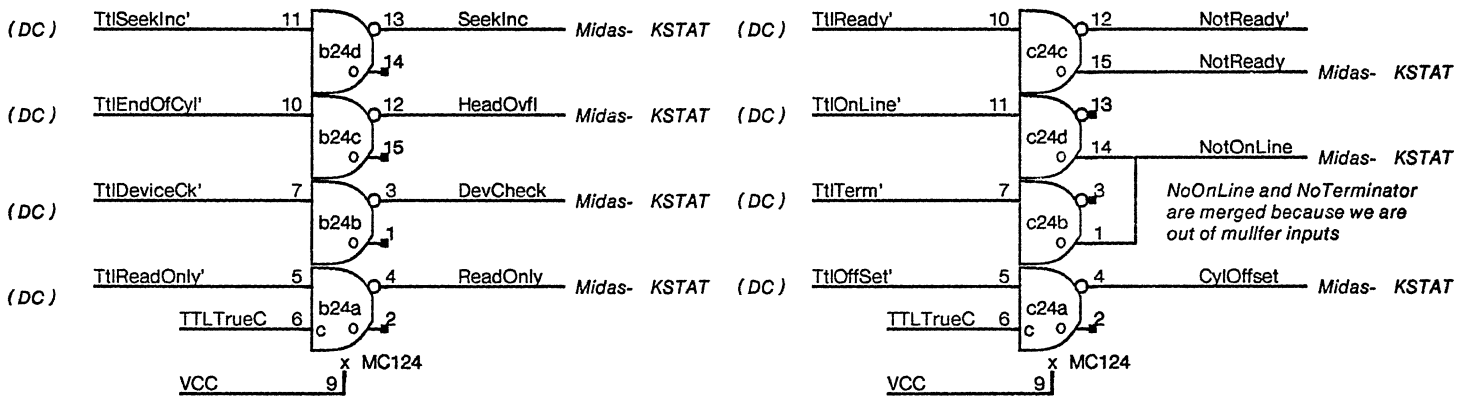 (DC) TtlSeekInc' 11 b24d o 13 SeekInc Midas- KSTAT
14
(DC) TtlEndOfCyl' 10 b24c o 12 HeadOvfl Midas- KSTAT
15
(DC) TtlDeviceCk' 7 b24b o 3 DevCheck Midas- KSTAT
1
(DC) TtlReadOnly' 5 b24a 4 ReadOnly Midas- KSTAT
TTLTrueC 6 c o 2
x MC124
VCC 9
(DC) TtlReady' 10 c24c o 12 NotReady'
15 NotReady Midas- KSTAT
(DC) TtlOnLine' 11 c24d o 13
14 NotOnLine Midas- KSTAT
(DC) TtlTerm' 7 c24b o 3
1
NoOnLine and NoTerminator
are merged because we are
out of mullfer inputs
(DC) TtlOffSet' 5 c24a 4 CylOffset Midas- KSTAT
TTLTrueC 6 c o 2
x MC124
VCC 9